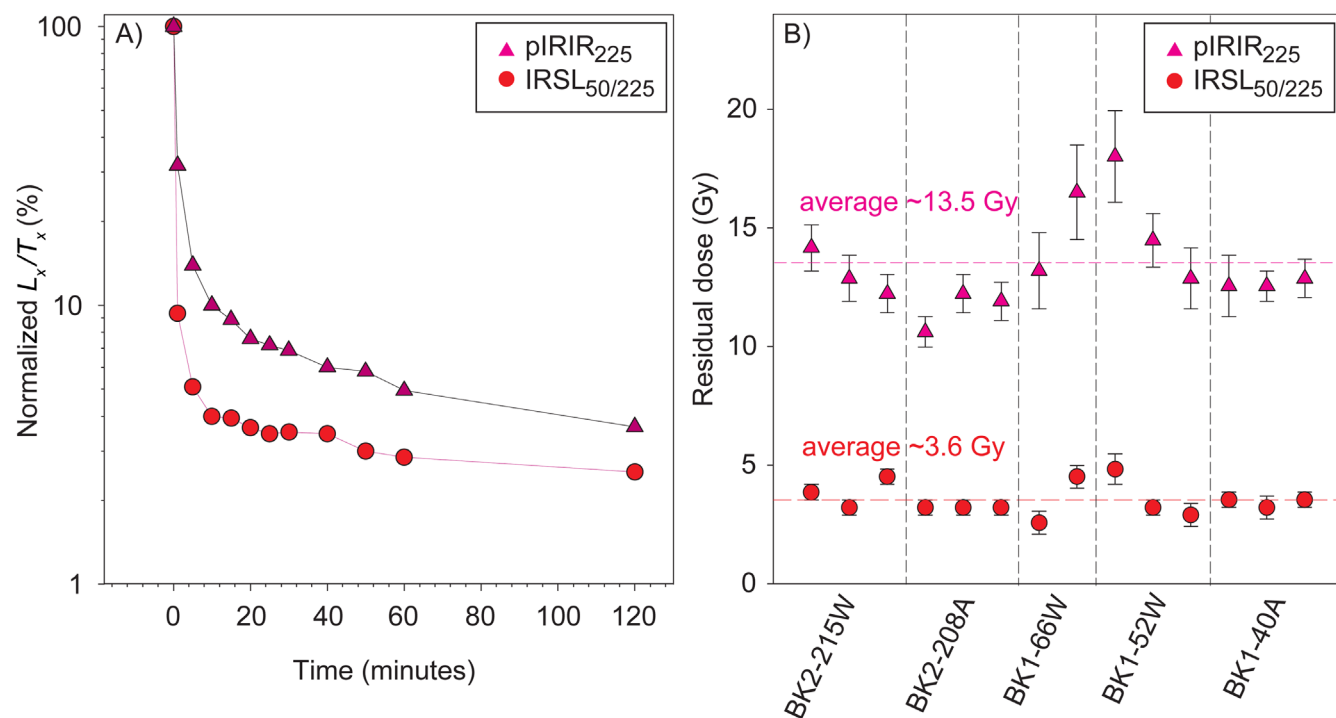 A)
pIRIR225
IRSL50/225
100
10
1
Normalized Lx/Tx (%)
0
20
40
60
80
100
120
Time (minutes)
B)
pIRIR225
IRSL50/225
20
15
10
5
0
Residual dose (Gy)
average ~13.5 Gy
average ~3.6 Gy
BK2-215W
BK2-208A
BK1-66W
BK1-52W
BK1-40A